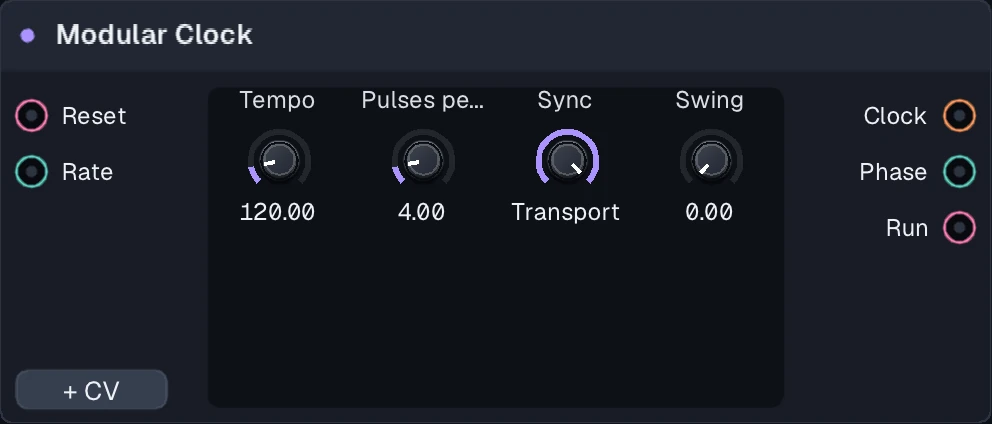 Modular Clock
Reset
Rate
Tempo
Pulses pe...
Sync
Swing
120.00
4.00
Transport
0.00
Clock
Phase
Run
+ CV